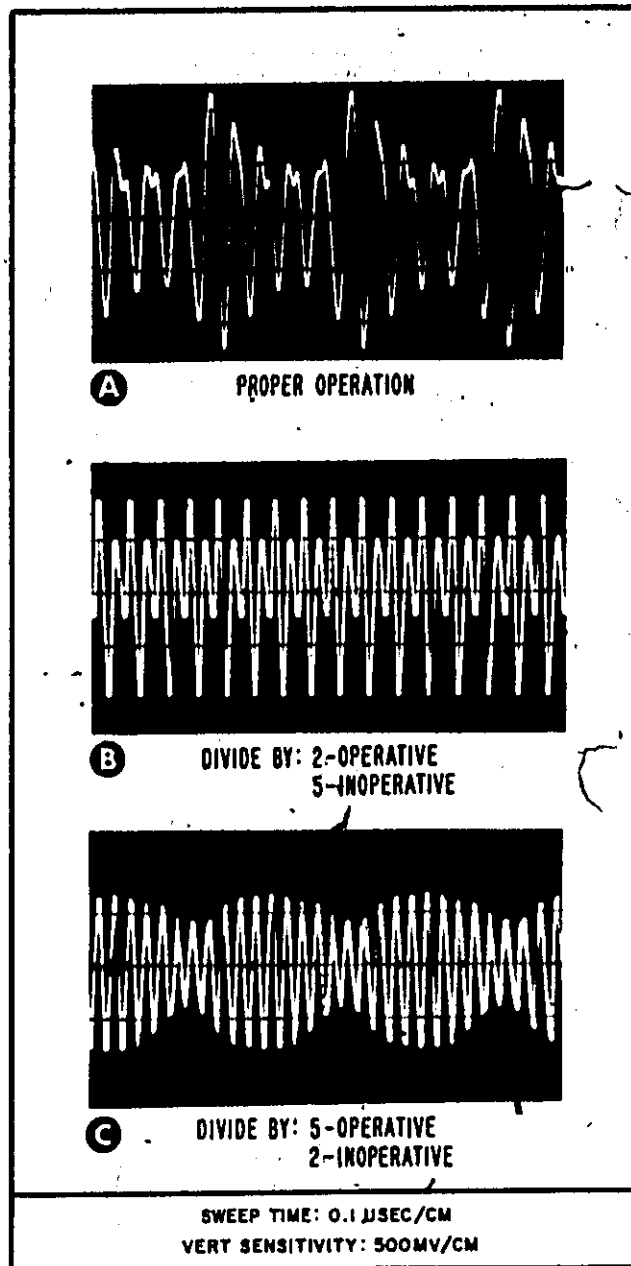 A PROPER OPERATION
B DIVIDE BY: 2-OPERATIVE
5-INOPERATIVE
C DIVIDE BY: 5-OPERATIVE
2-INOPERATIVE
SWEEP TIME: 0.1 µSEC/CM
VERT SENSITIVITY: 500MV/CM